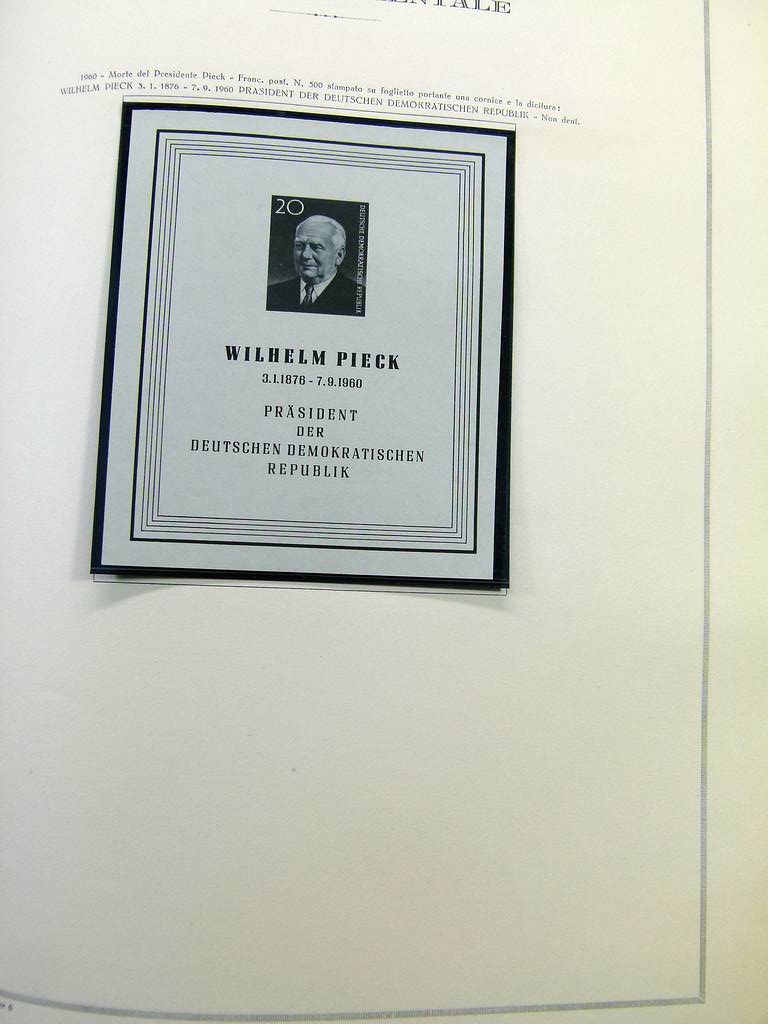 1960 - Morte del Presidente Pieck - Franc. post. N. 500 stampato su foglietto portante una cornice e la dicitura:
WILHELM PIECK 3. 1. 1876 - 7. 9. 1960 PRASIDENT DER DEUTSCHEN DEMOKRATISCHEN REPUBLIK - Non dent.
20
DEUTSCHE DEMOKRATISCHE REPUBLIK
WILHELM PIECK
3.1.1876 - 7.9.1960
PRÄSIDENT
DER
DEUTSCHEN DEMOKRATISCHEN
REPUBLIK